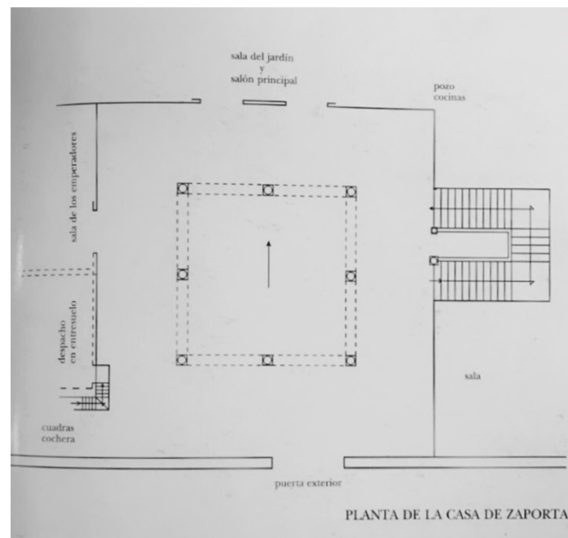 sala del jardín
y
salón principal
pozo
cocinas
sala de los emperadores
despacho
en entresuelo
sala
cuadras
cochera
puerta exterior
PLANTA DE LA CASA DE ZAPORTA